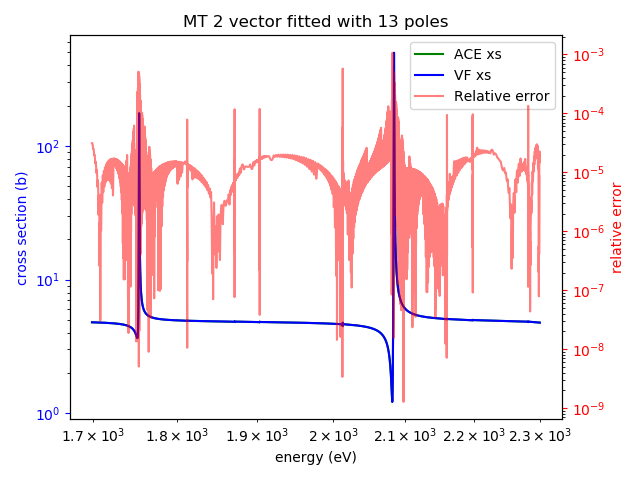 MT 2 vector fitted with 13 poles
ACE xs
VF xs
Relative error
cross section (b)
10²
10¹
10⁰
relative error
10⁻³
10⁻⁴
10⁻⁵
10⁻⁶
10⁻⁷
10⁻⁸
10⁻⁹
1.7 × 10³ 1.8 × 10³ 1.9 × 10³ 2 × 10³ 2.1 × 10³ 2.2 × 10³ 2.3 × 10³
energy (eV)